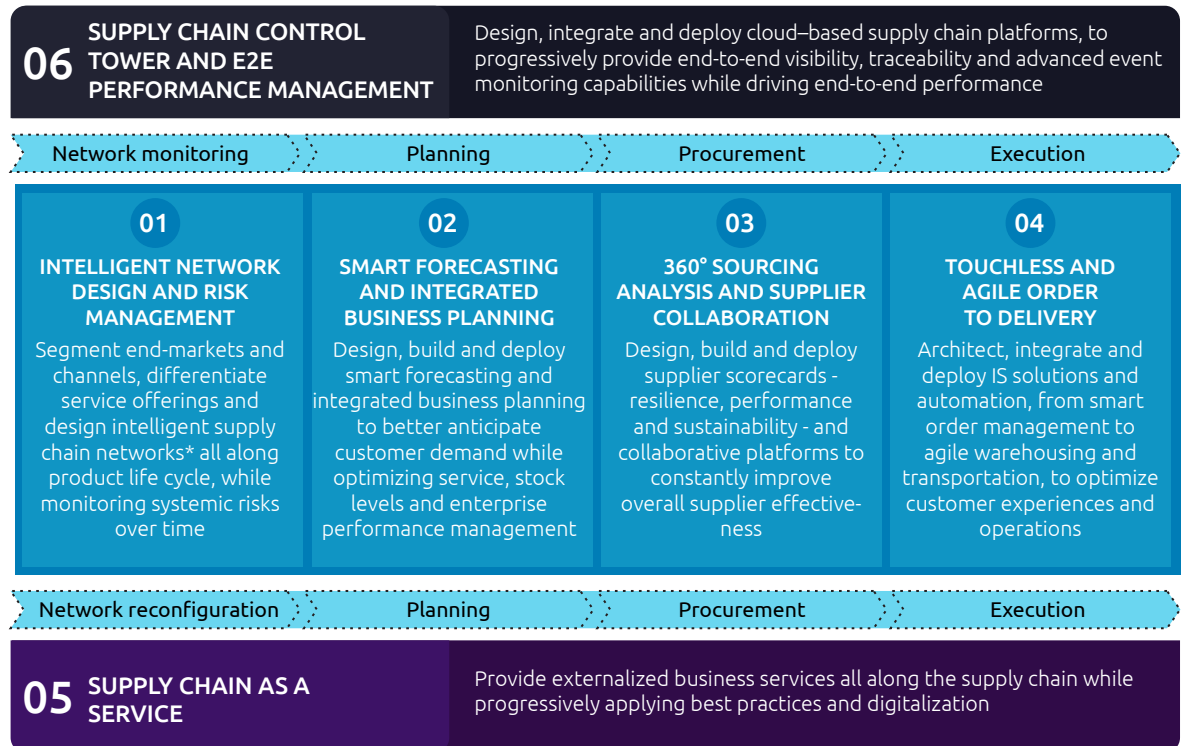 06
SUPPLY CHAIN CONTROL
TOWER AND E2E
PERFORMANCE MANAGEMENT
Design, integrate and deploy cloud–based supply chain platforms, to
progressively provide end-to-end visibility, traceability and advanced event
monitoring capabilities while driving end-to-end performance
Network monitoring
Planning
Procurement
Execution
01
INTELLIGENT NETWORK
DESIGN AND RISK
MANAGEMENT
Segment end-markets and
channels, differentiate
service offerings and
design intelligent supply
chain networks* all along
product life cycle, while
monitoring systemic risks
over time
02
SMART FORECASTING
AND INTEGRATED
BUSINESS PLANNING
Design, build and deploy
smart forecasting and
integrated business planning
to better anticipate
customer demand while
optimizing service, stock
levels and enterprise
performance management
03
360° SOURCING
ANALYSIS AND SUPPLIER
COLLABORATION
Design, build and deploy
supplier scorecards -
resilience, performance
and sustainability - and
collaborative platforms to
constantly improve
overall supplier effective-
ness
04
TOUCHLESS AND
AGILE ORDER
TO DELIVERY
Architect, integrate and
deploy IS solutions and
automation, from smart
order management to
agile warehousing and
transportation, to optimize
customer experiences and
operations
Network reconfiguration
Planning
Procurement
Execution
05
SUPPLY CHAIN AS A
SERVICE
Provide externalized business services all along the supply chain while
progressively applying best practices and digitalization